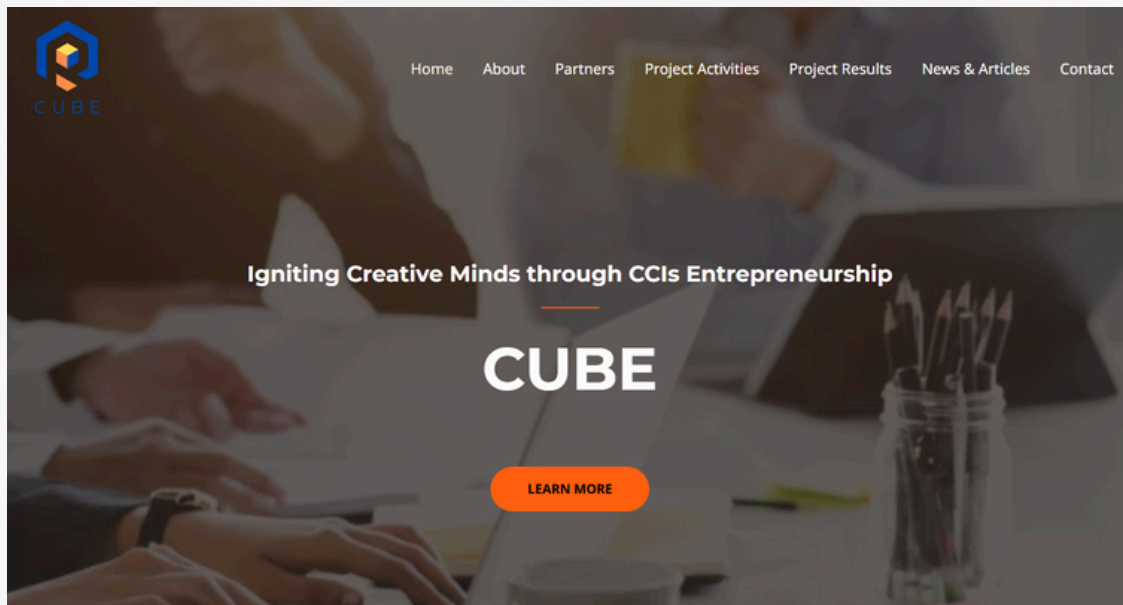 CUBE
Home About Partners Project Activities Project Results News & Articles Contact
Igniting Creative Minds through CCIs Entrepreneurship
CUBE
LEARN MORE